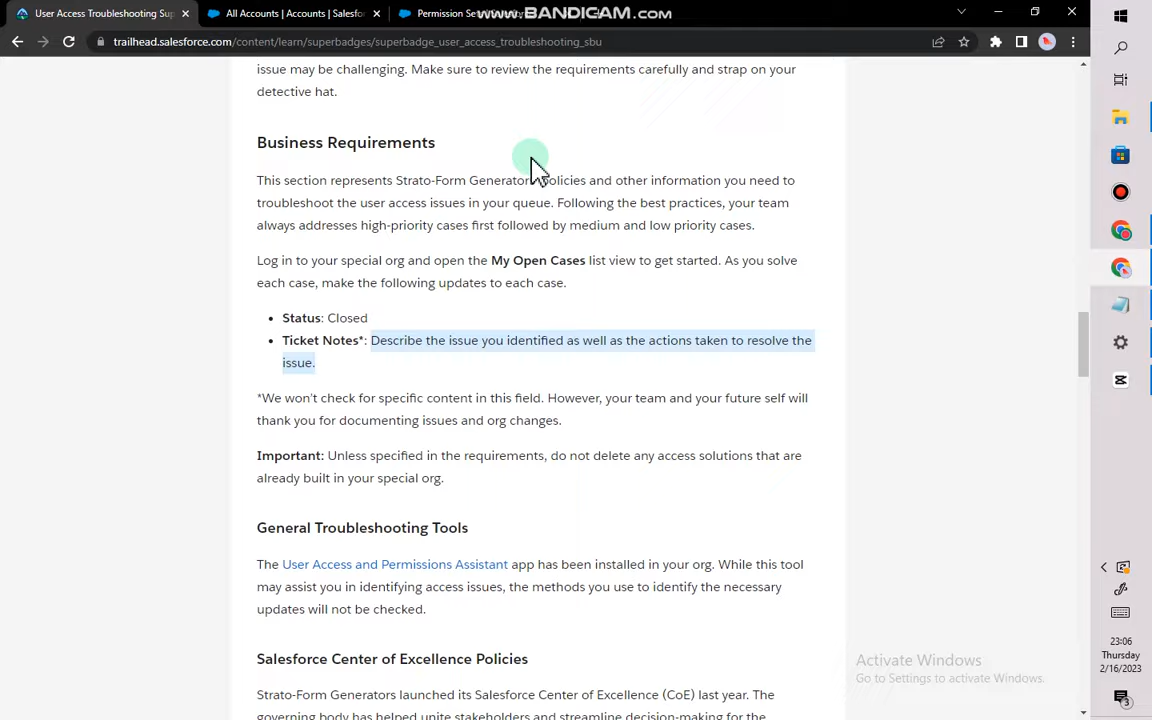 User Access Troubleshooting Sup
All Accounts | Accounts | Salesfor
Permission Se
www.BANDICAM.com
trailhead.salesforce.com/content/learn/superbadges/superbadge_user_access_troubleshooting_sbu
issue may be challenging. Make sure to review the requirements carefully and strap on your
detective hat.
Business Requirements
This section represents Strato-Form Generators policies and other information you need to
troubleshoot the user access issues in your queue. Following the best practices, your team
always addresses high-priority cases first followed by medium and low priority cases.
Log in to your special org and open the My Open Cases list view to get started. As you solve
each case, make the following updates to each case.
• Status: Closed
• Ticket Notes*: Describe the issue you identified as well as the actions taken to resolve the
issue.
*We won't check for specific content in this field. However, your team and your future self will
thank you for documenting issues and org changes.
Important: Unless specified in the requirements, do not delete any access solutions that are
already built in your special org.
General Troubleshooting Tools
The User Access and Permissions Assistant app has been installed in your org. While this tool
may assist you in identifying access issues, the methods you use to identify the necessary
updates will not be checked.
Salesforce Center of Excellence Policies
Strato-Form Generators launched its Salesforce Center of Excellence (CoE) last year. The
governing body has helped unite stakeholders and streamline decision-making for the
Activate Windows
Go to Settings to activate Windows.
23:06
Thursday
2/16/2023
3